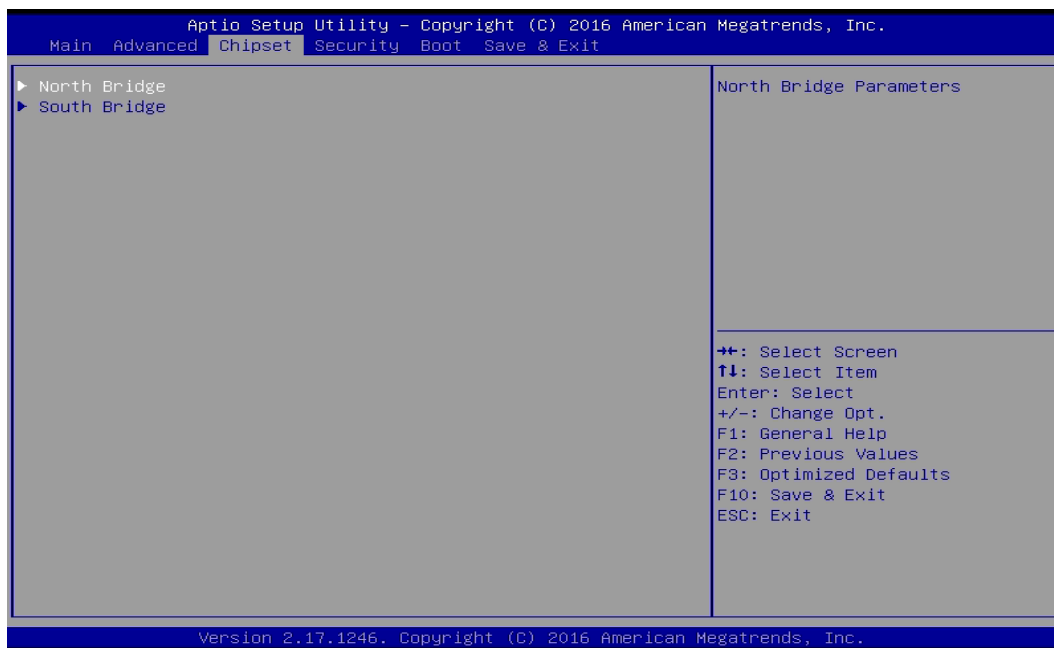 Aptio Setup Utility – Copyright (C) 2016 American Megatrends, Inc.
Main Advanced Chipset Security Boot Save & Exit
► North Bridge
► South Bridge
North Bridge Parameters
→←: Select Screen
↑↓: Select Item
Enter: Select
+/-: Change Opt.
F1: General Help
F2: Previous Values
F3: Optimized Defaults
F10: Save & Exit
ESC: Exit
Version 2.17.1246. Copyright (C) 2016 American Megatrends, Inc.